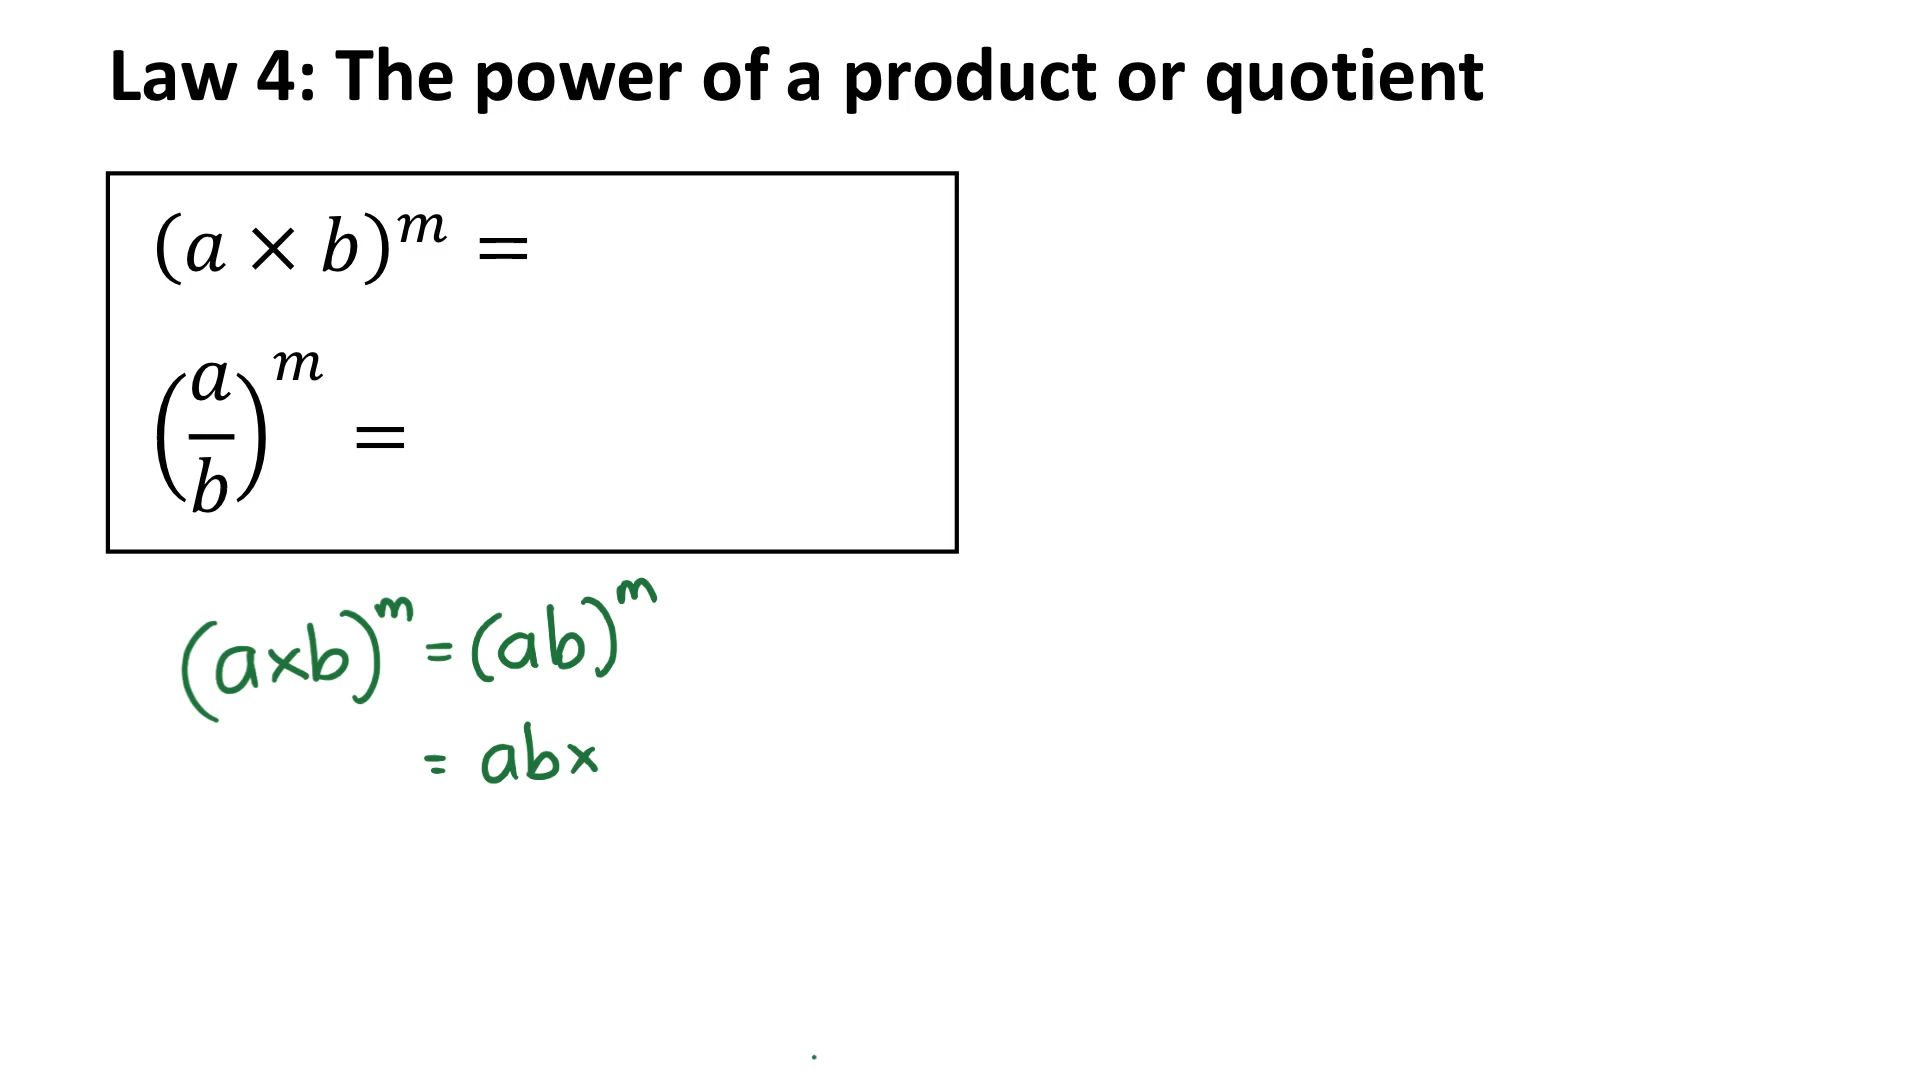 Law 4: The power of a product or quotient
(a × b)^m =
(a/b)^m =
(a×b)^m = (ab)^m
= ab×